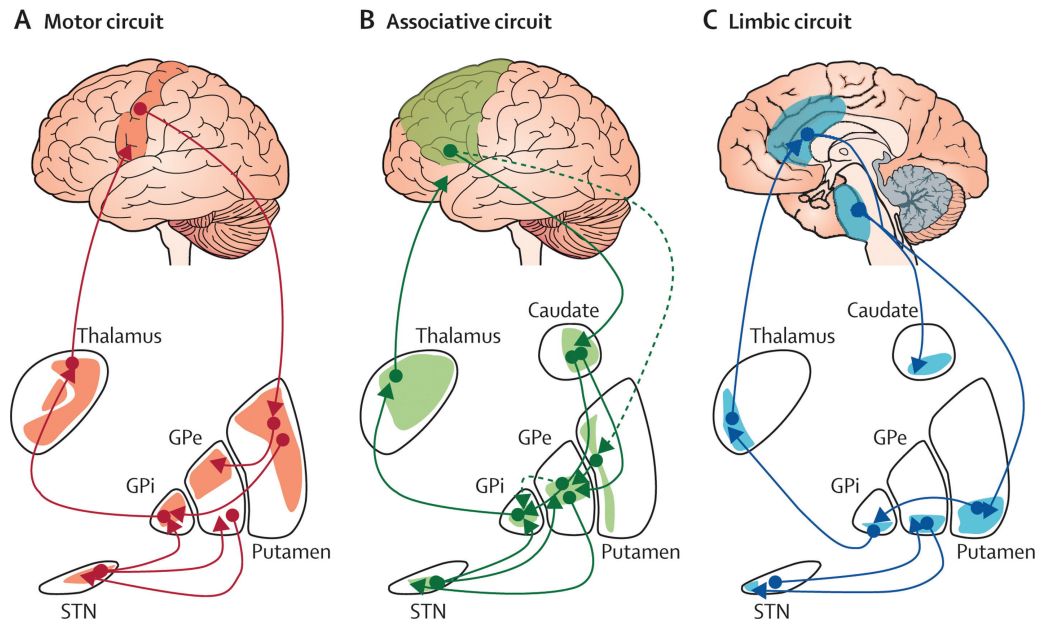 A Motor circuit
B Associative circuit
C Limbic circuit
Thalamus
GPe
GPi
Putamen
STN
Caudate
Thalamus
GPe
GPi
Putamen
STN
Caudate
Thalamus
GPe
GPi
Putamen
STN